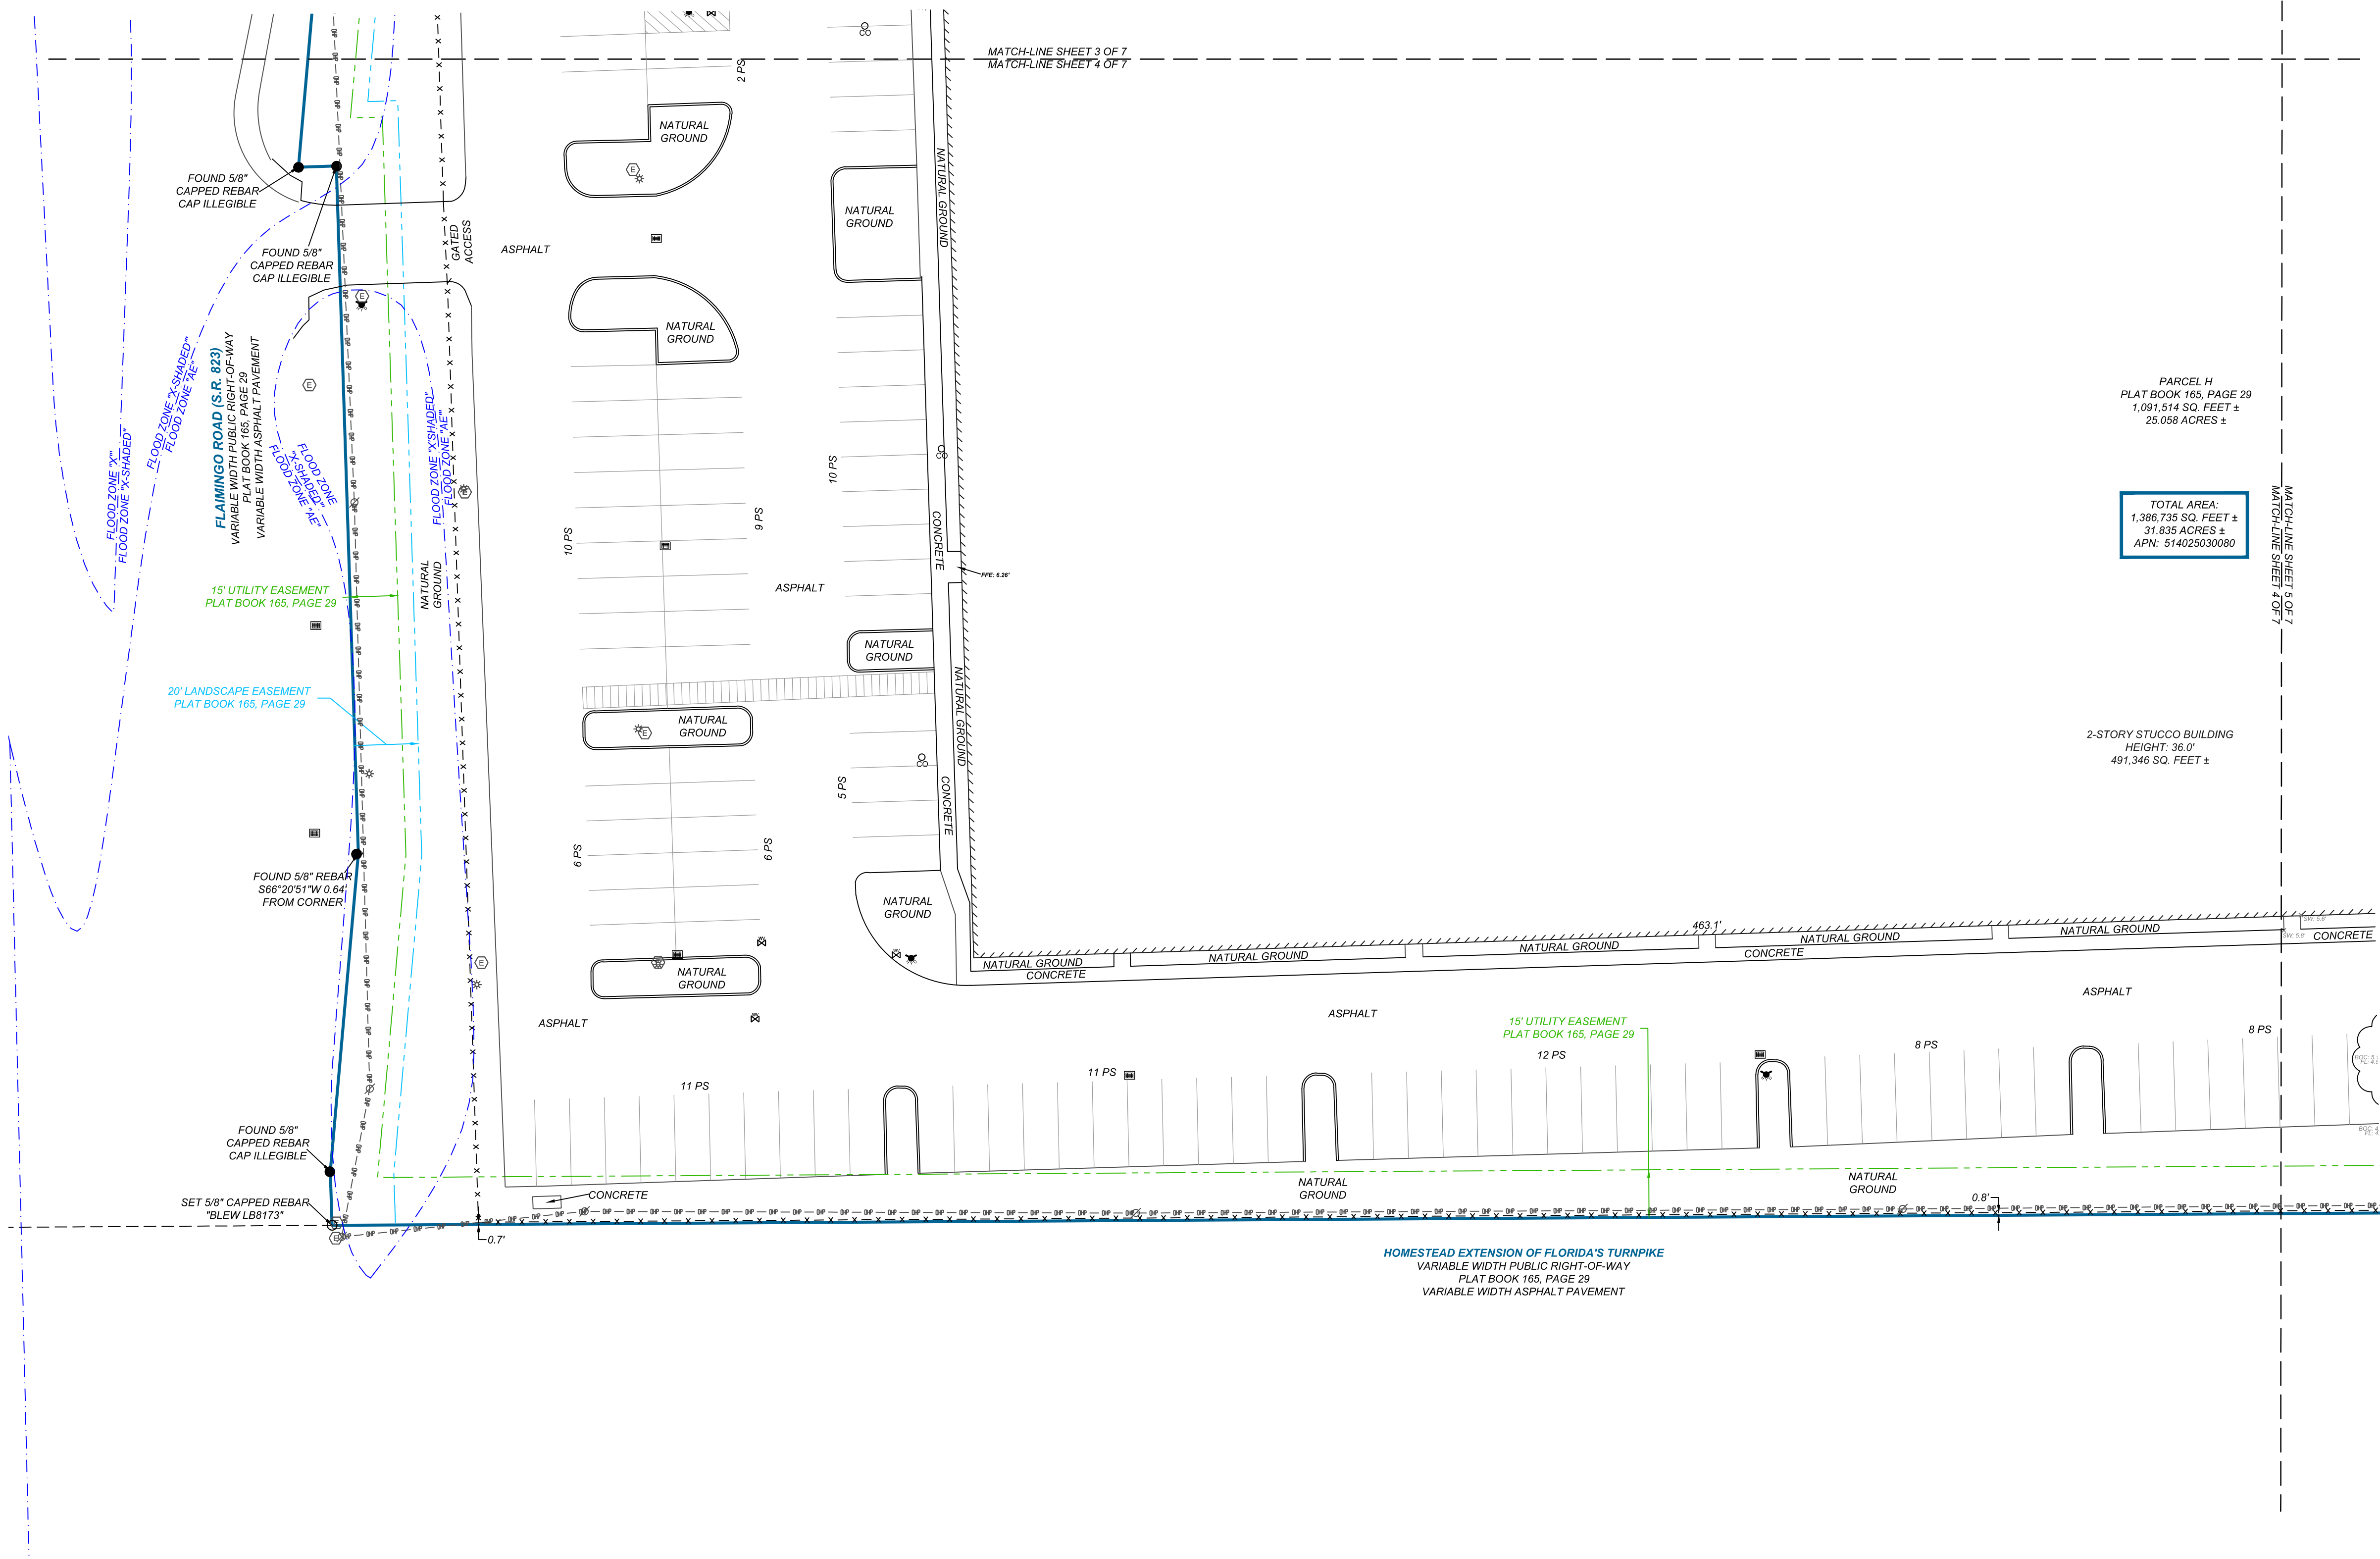 MATCH-LINE SHEET 3 OF 7
MATCH-LINE SHEET 4 OF 7
CO
2 PS
NATURAL
GROUND
E
FOUND 5/8"
CAPPED REBAR
CAP ILLEGIBLE
FOUND 5/8"
CAPPED REBAR
CAP ILLEGIBLE
GATED
ACCESS
ASPHALT
NATURAL
GROUND
NATURAL GROUND
NATURAL
GROUND
E
E
FLAIMINGO ROAD (S.R. 823)
VARIABLE WIDTH PUBLIC RIGHT-OF-WAY
PLAT BOOK 165, PAGE 29
VARIABLE WIDTH ASPHALT PAVEMENT
FLOOD ZONE "X"
FLOOD ZONE "X-SHADED"
FLOOD ZONE "X-SHADED"
FLOOD ZONE "AE"
FLOOD ZONE
"X-SHADED"
FLOOD ZONE "AE"
FLOOD ZONE "X'SHADED"
FLOOD ZONE "AE"
E
PARCEL H
PLAT BOOK 165, PAGE 29
1,091,514 SQ. FEET ±
25.058 ACRES ±
TOTAL AREA:
1,386,735 SQ. FEET ±
31.835 ACRES ±
APN: 514025030080
MATCH-LINE SHEET 5 OF 7
MATCH-LINE SHEET 4 OF 7
10 PS
9 PS
10 PS
CO
CONCRETE
FFE: 6.26'
ASPHALT
NATURAL
GROUND
15' UTILITY EASEMENT
PLAT BOOK 165, PAGE 29
NATURAL
GROUND
NATURAL GROUND
20' LANDSCAPE EASEMENT
PLAT BOOK 165, PAGE 29
NATURAL
GROUND
E
2-STORY STUCCO BUILDING
HEIGHT: 36.0'
491,346 SQ. FEET ±
CO
5 PS
CONCRETE
6 PS
6 PS
FOUND 5/8" REBAR
S66°20'51"W 0.64'
FROM CORNER
NATURAL
GROUND
463.1'
SW: 5.6'
SW: 5.8'
NATURAL GROUND
NATURAL GROUND
NATURAL GROUND
NATURAL GROUND
NATURAL GROUND
CONCRETE
CONCRETE
CONCRETE
E
NATURAL
GROUND
ASPHALT
ASPHALT
ASPHALT
15' UTILITY EASEMENT
PLAT BOOK 165, PAGE 29
11 PS
11 PS
12 PS
8 PS
8 PS
FOUND 5/8"
CAPPED REBAR
CAP ILLEGIBLE
SET 5/8" CAPPED REBAR
"BLEW LB8173"
CONCRETE
NATURAL
GROUND
NATURAL
GROUND
0.8'
0.7'
E
OHP
HOMESTEAD EXTENSION OF FLORIDA'S TURNPIKE
VARIABLE WIDTH PUBLIC RIGHT-OF-WAY
PLAT BOOK 165, PAGE 29
VARIABLE WIDTH ASPHALT PAVEMENT